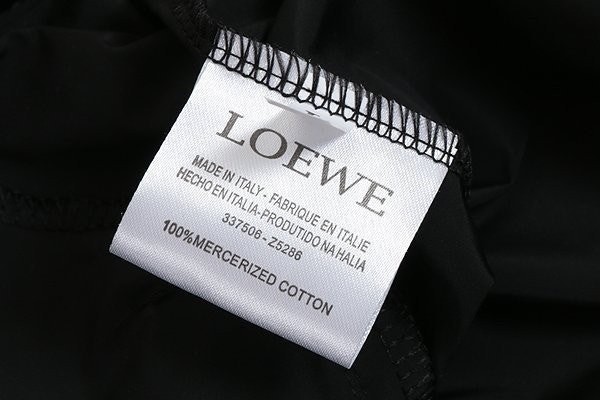 LOEWE
MADE IN ITALY - FABRIQUE EN ITALIE
HECHO EN ITALIA-PRODUTIDO NA HALIA
337506 - Z5286
100%MERCERIZED COTTON